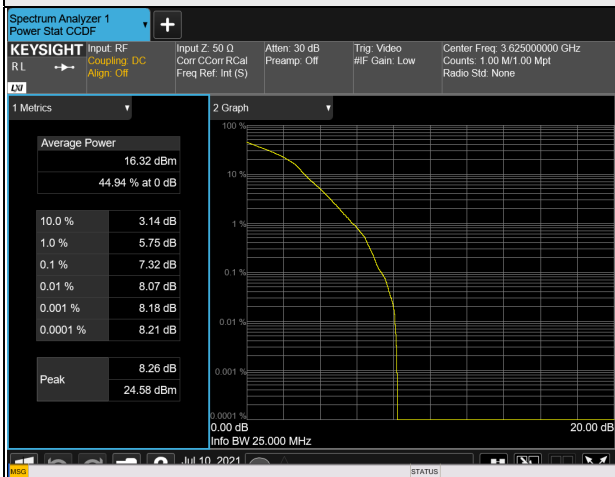 Spectrum Analyzer 1
Power Stat CCDF
KEYSIGHT
R L
LXI
Input: RF
Coupling: DC
Align: Off
Input Z: 50 Ω
Corr CCorr RCal
Freq Ref: Int (S)
Atten: 30 dB
Preamp: Off
Trig: Video
#IF Gain: Low
Center Freq: 3.625000000 GHz
Counts: 1.00 M/1.00 Mpt
Radio Std: None
1 Metrics
Average Power
16.32 dBm
44.94 % at 0 dB
10.0 % 3.14 dB
1.0 % 5.75 dB
0.1 % 7.32 dB
0.01 % 8.07 dB
0.001 % 8.18 dB
0.0001 % 8.21 dB
Peak
8.26 dB
24.58 dBm
2 Graph
100 %
10 %
1 %
0.1 %
0.01 %
0.001 %
0.0001 %
0.00 dB 20.00 dB
Info BW 25.000 MHz
Jul 10, 2021
MSG
STATUS